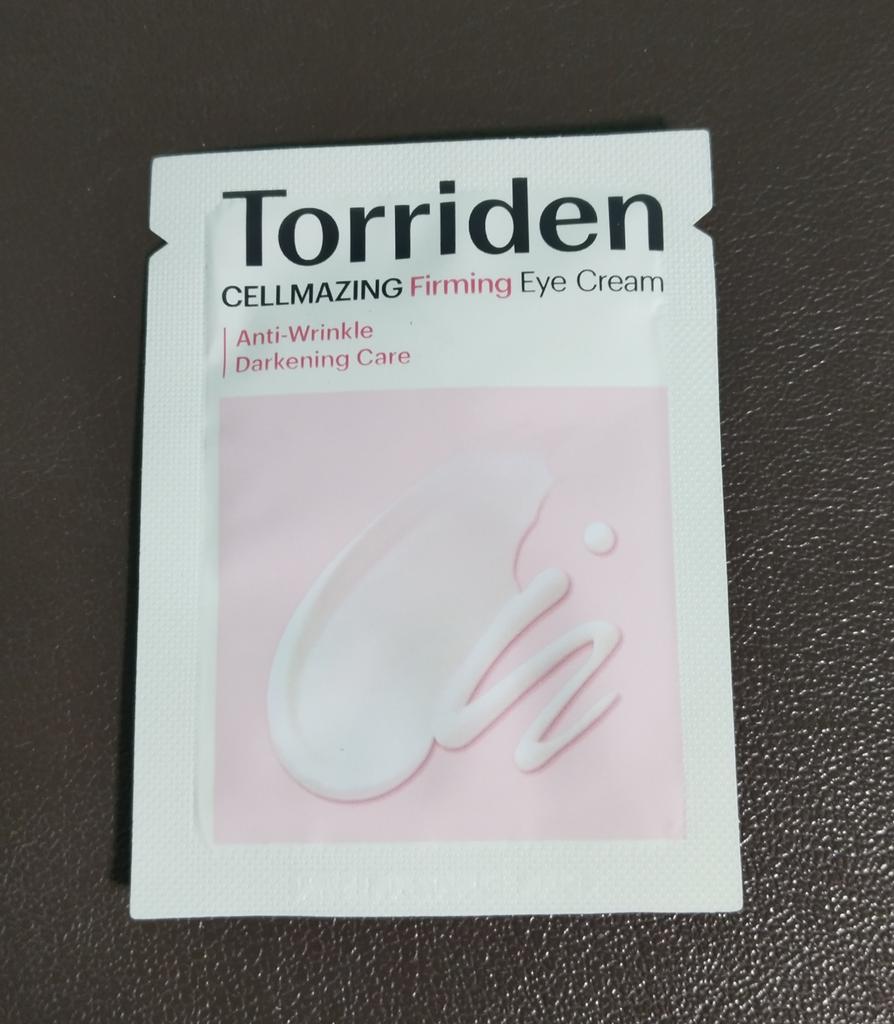 Torriden
CELLMAZING Firming Eye Cream
Anti-Wrinkle
Darkening Care